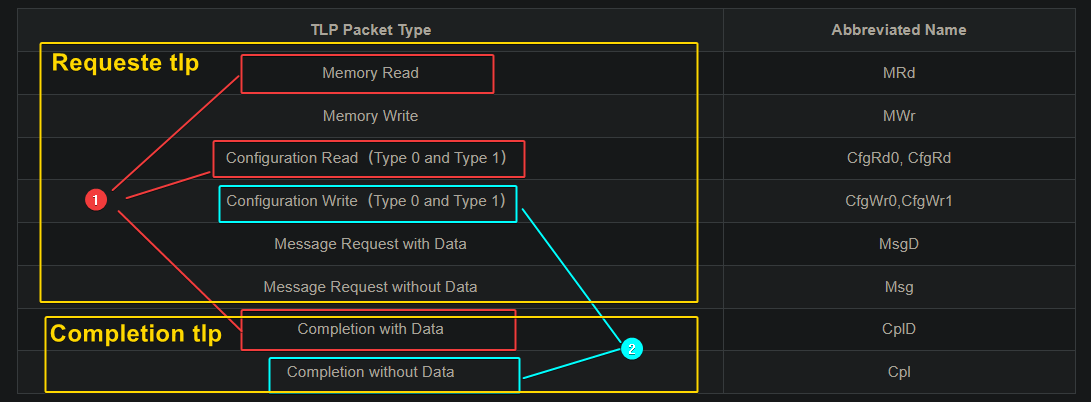 TLP Packet Type Abbreviated Name
Requeste tlp
Memory Read MRd
Memory Write MWr
Configuration Read（Type 0 and Type 1） CfgRd0, CfgRd
1
Configuration Write（Type 0 and Type 1） CfgWr0,CfgWr1
Message Request with Data MsgD
Message Request without Data Msg
Completion tlp
Completion with Data CplD
2
Completion without Data Cpl